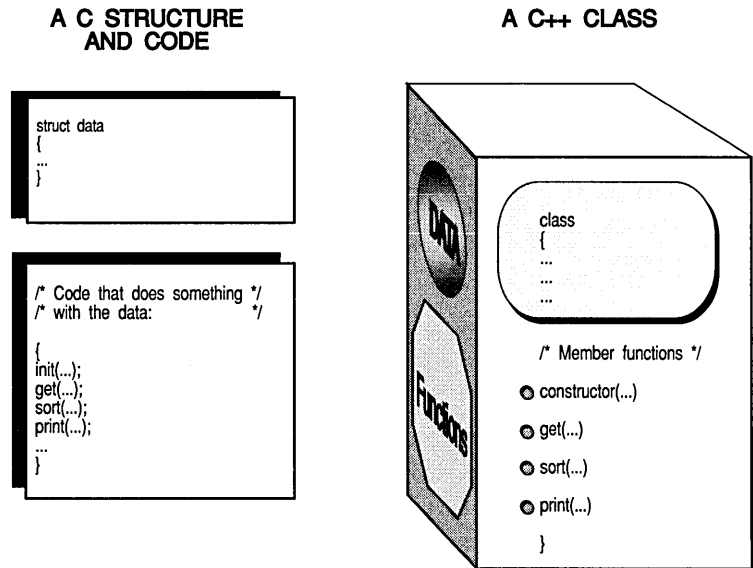 A C STRUCTURE
AND CODE
struct data
{
...
}
/* Code that does something */
/* with the data: */
{
init(...);
get(...);
sort(...);
print(...);
...
}
A C++ CLASS
DATA
Functions
class
{
...
...
...
/* Member functions */
constructor(...)
get(...)
sort(...)
print(...)
}